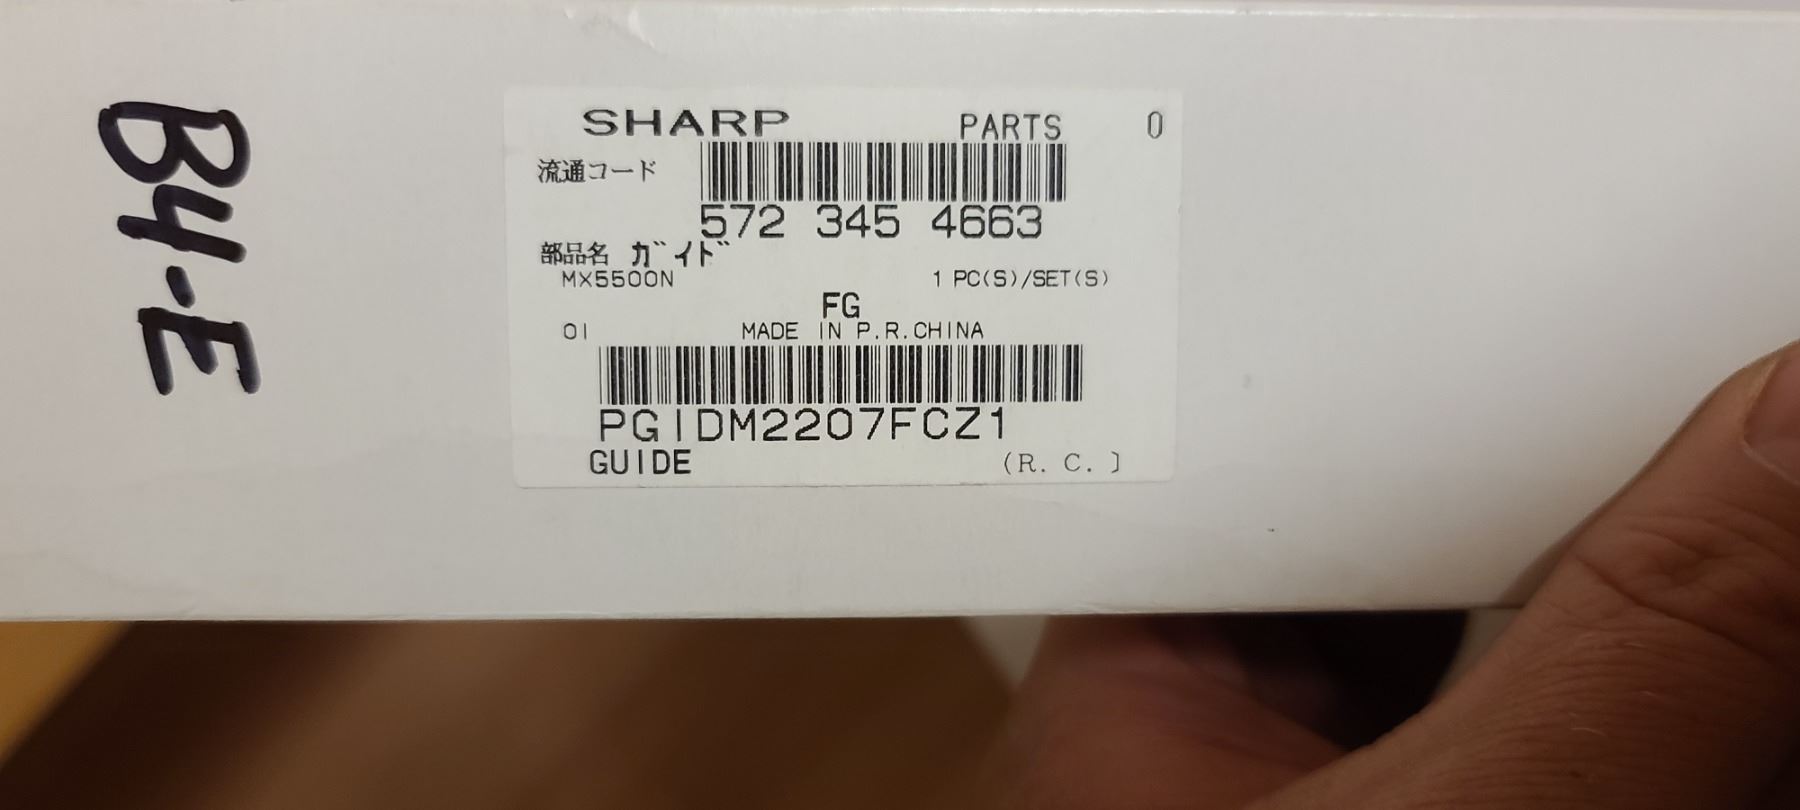 B4-E
SHARP PARTS 0
流通コード
572 345 4663
部品名 ガイド
MX5500N 1 PC(S)/SET(S)
FG
01 MADE IN P.R.CHINA
PGIDM2207FCZ1
GUIDE (R. C. )